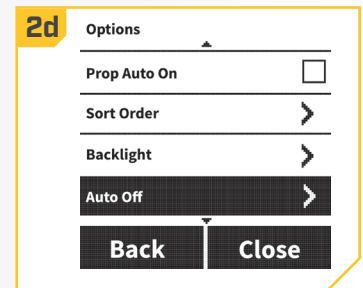 2d
Options
Prop Auto On
Sort Order
Backlight
Auto Off
Back Close